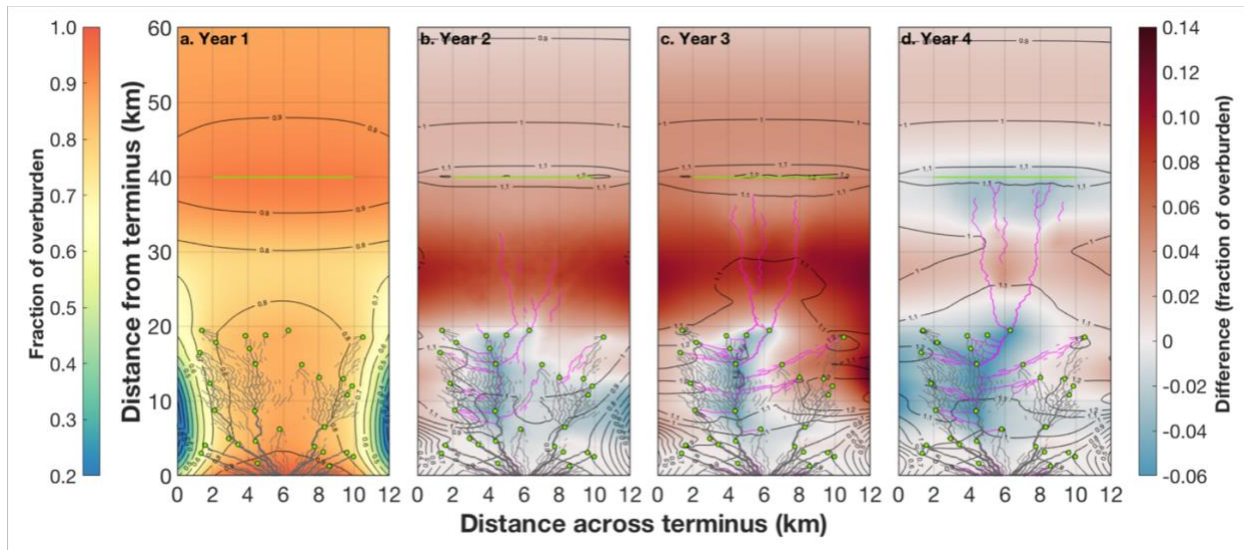 a. Year 1
b. Year 2
c. Year 3
d. Year 4
Fraction of overburden
1.0
0.9
0.8
0.7
0.6
0.5
0.4
0.3
0.2
Distance from terminus (km)
60
50
40
30
20
10
0
0 2 4 6 8 10 12
0 2 4 6 8 10 12
0 2 4 6 8 10 12
0 2 4 6 8 10 12
Distance across terminus (km)
0.14
0.12
0.10
0.08
0.06
0.04
0.02
0
-0.02
-0.04
-0.06
Difference (fraction of overburden)